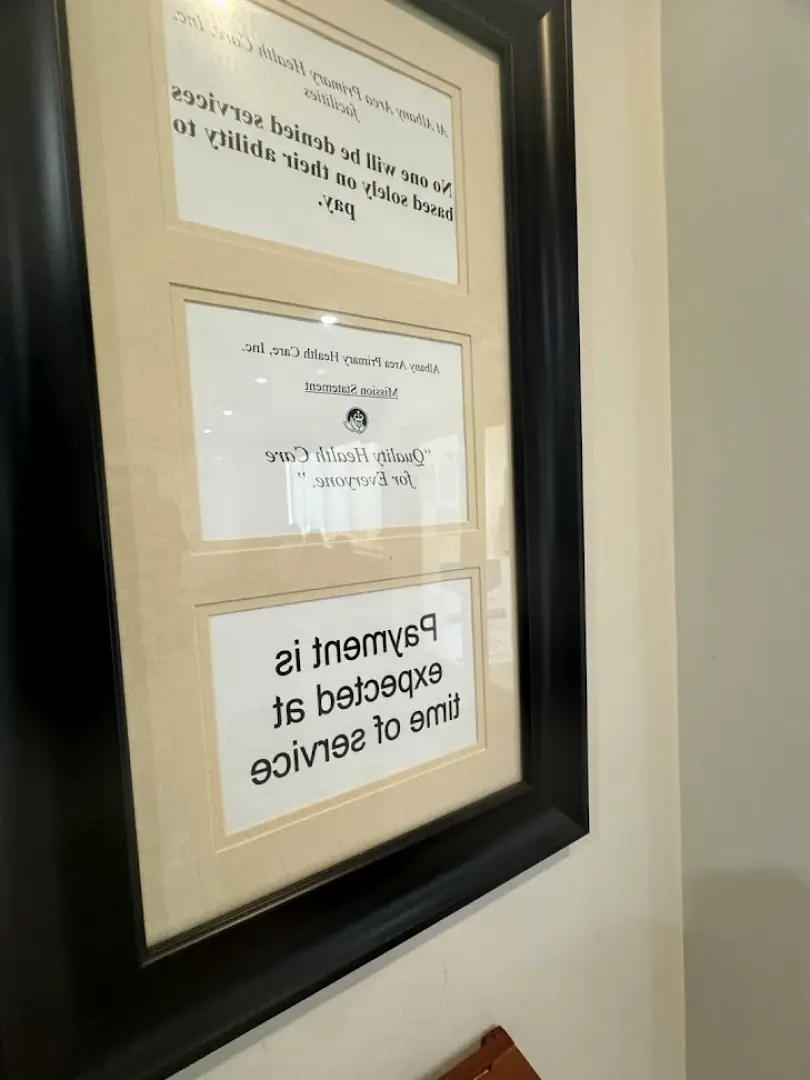 At Albany Area Primary Health Care, Inc.
facilities
No one will be denied services
based solely on their ability to
pay.
Albany Area Primary Health Care, Inc.
Mission Statement
"Quality Health Care
for Everyone."
Payment is
expected at
time of service